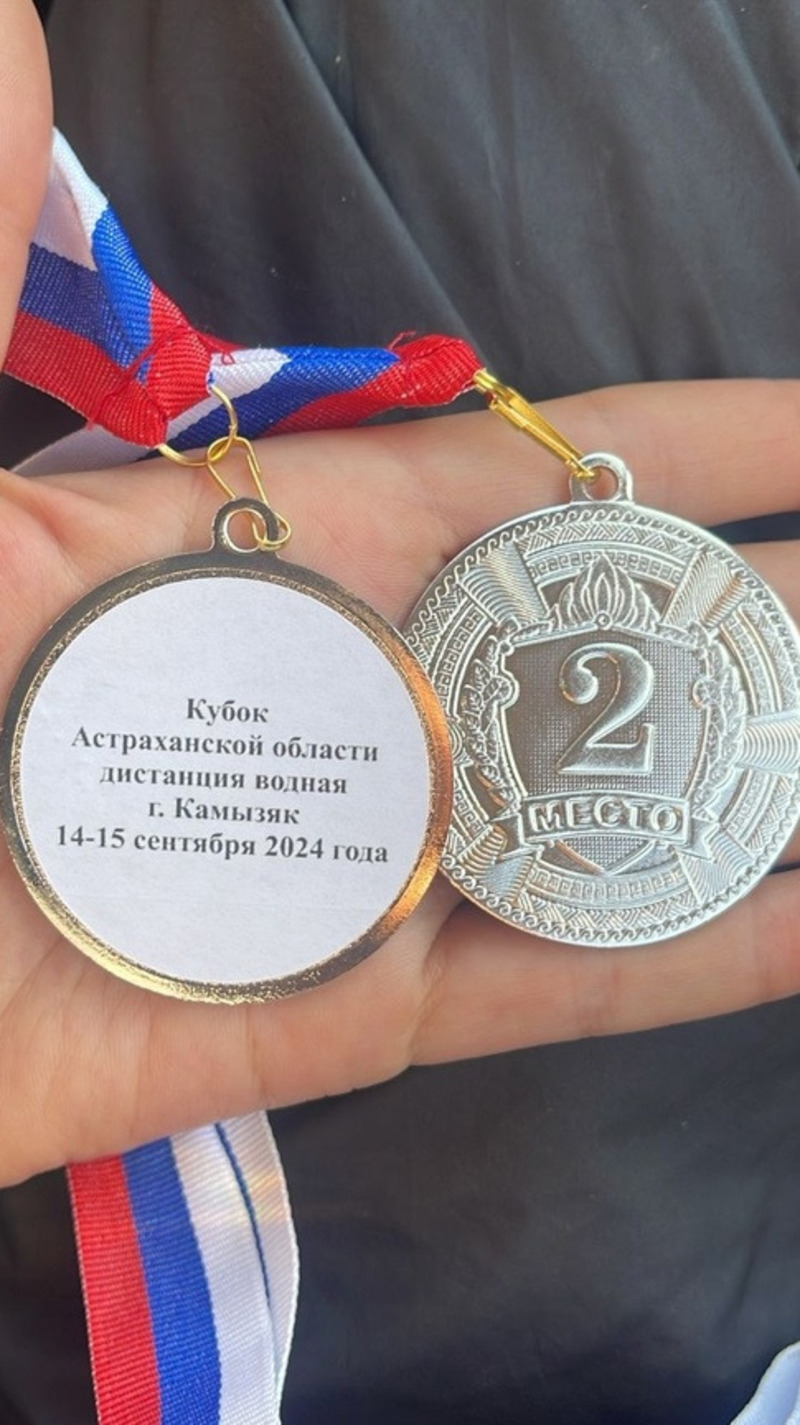 Кубок
Астраханской области
дистанция водная
г. Камызяк
14-15 сентября 2024 года
2
МЕСТО